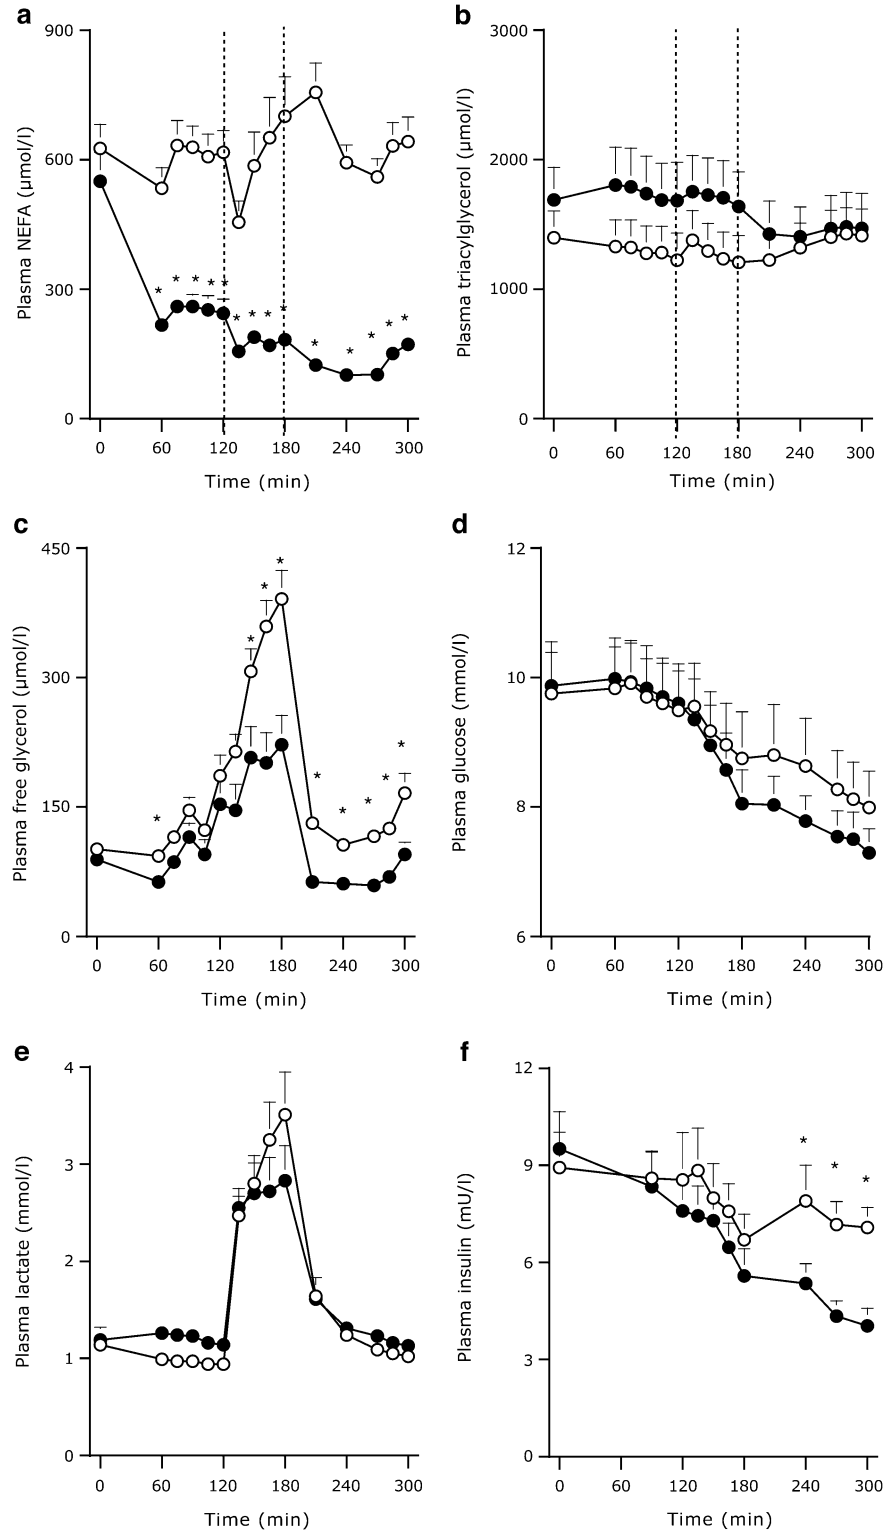 a
900
600
300
0
Plasma NEFA (µmol/l)
* * * * *
* * * *
* * * * *
0 60 120 180 240 300
Time (min)
b
3000
2000
1000
0
Plasma triacylglycerol (µmol/l)
0 60 120 180 240 300
Time (min)
c
450
300
150
0
Plasma free glycerol (µmol/l)
* * * * * * * * *
0 60 120 180 240 300
Time (min)
d
12
10
8
6
Plasma glucose (mmol/l)
0 60 120 180 240 300
Time (min)
e
4
3
2
1
0
Plasma lactate (mmol/l)
0 60 120 180 240 300
Time (min)
f
12
9
6
3
0
Plasma insulin (mU/l)
* * *
0 60 120 180 240 300
Time (min)